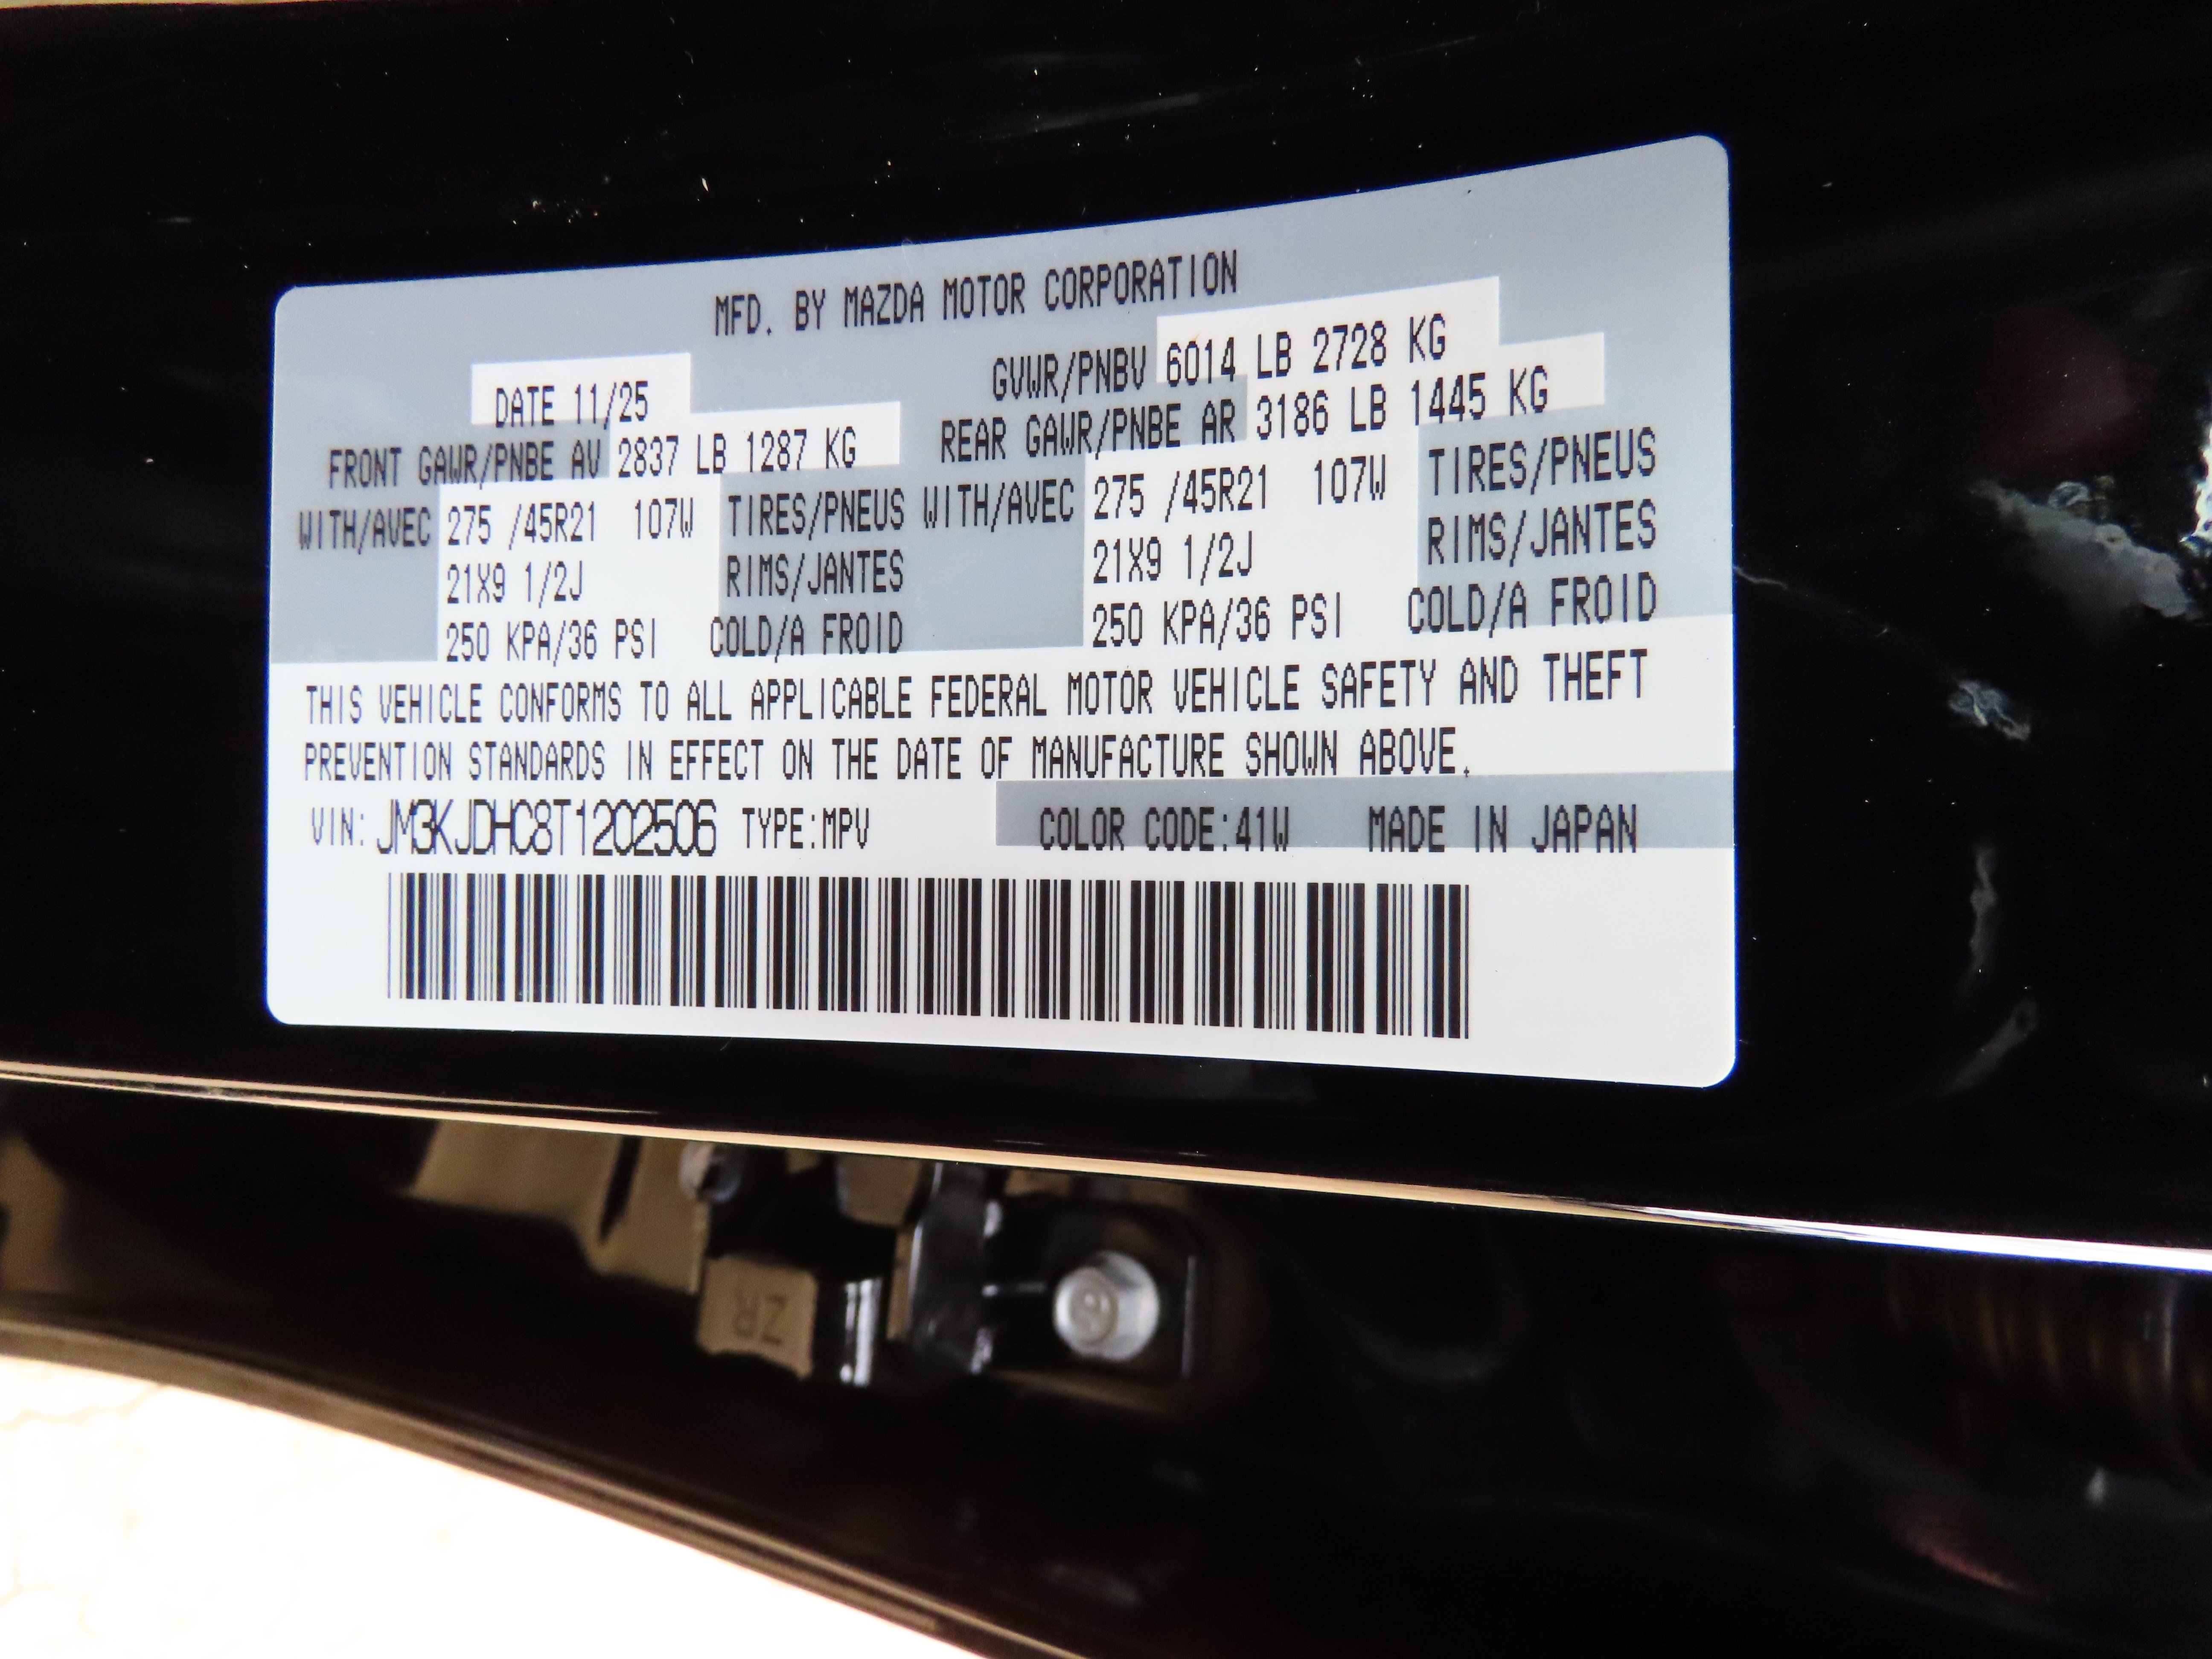 MFD. BY MAZDA MOTOR CORPORATION
DATE 11/25 GVWR/PNBV 6014 LB 2728 KG
FRONT GAWR/PNBE AV 2837 LB 1287 KG REAR GAWR/PNBE AR 3186 LB 1445 KG
WITH/AVEC 275 /45R21 107W TIRES/PNEUS WITH/AVEC 275 /45R21 107W TIRES/PNEUS
21X9 1/2J RIMS/JANTES 21X9 1/2J RIMS/JANTES
250 KPA/36 PSI COLD/A FROID 250 KPA/36 PSI COLD/A FROID
THIS VEHICLE CONFORMS TO ALL APPLICABLE FEDERAL MOTOR VEHICLE SAFETY AND THEFT
PREVENTION STANDARDS IN EFFECT ON THE DATE OF MANUFACTURE SHOWN ABOVE.
VIN: JM3KJDHC8T1202506 TYPE:MPV COLOR CODE:41W MADE IN JAPAN
ZR